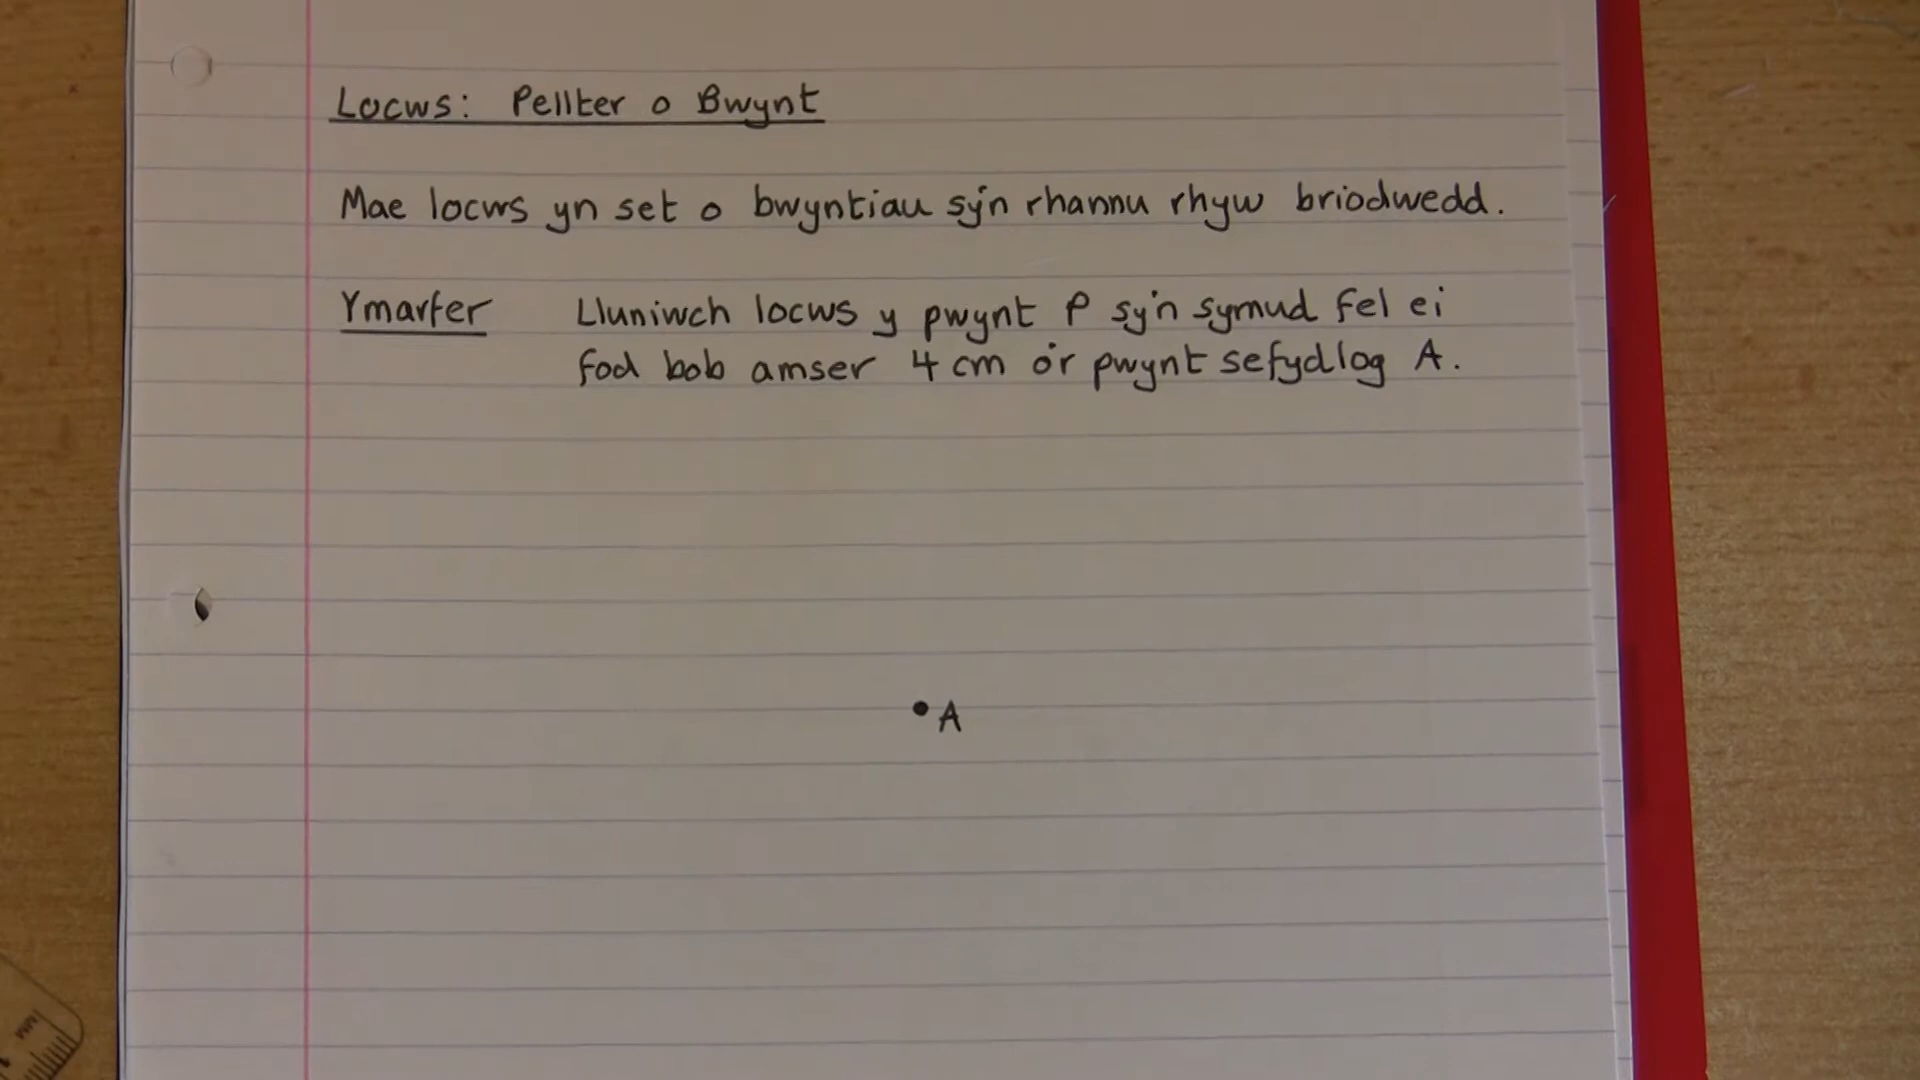 Locws: Pellter o Bwynt
Mae locws yn set o bwyntiau sy'n rhannu rhyw briodwedd.
Ymarfer Lluniwch locws y pwynt P sy'n symud fel ei
fod bob amser 4 cm o'r pwynt sefydlog A.
A
MM